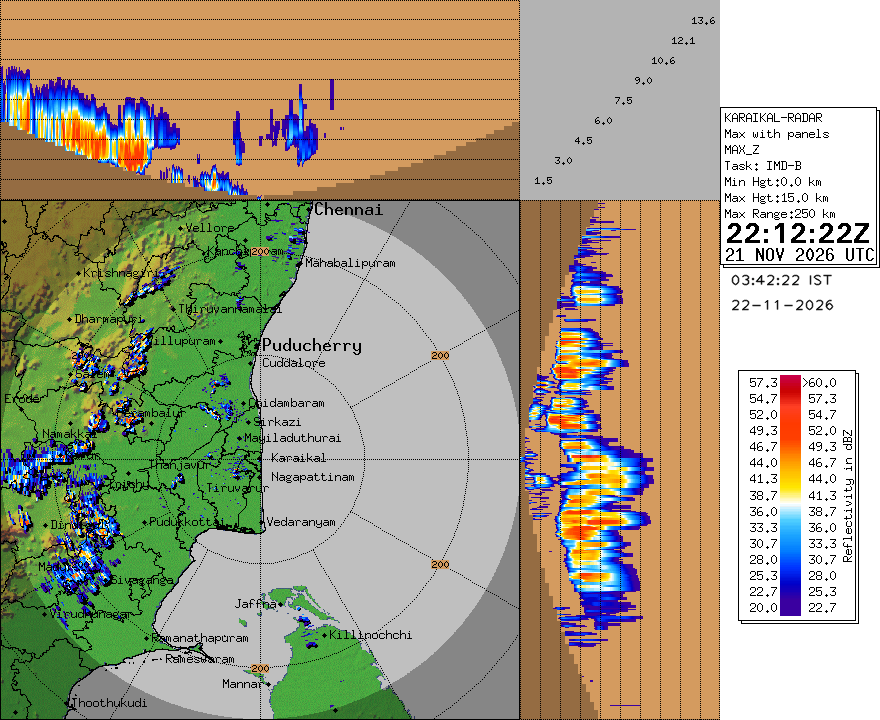 13.6
12.1
10.6
9.0
7.5
6.0
4.5
3.0
1.5
KARAIKAL-RADAR
Max with panels
MAX_Z
Task: IMD-B
Min Hgt:0.0 km
Max Hgt:15.0 km
Max Range:250 km
22:12:22Z
21 NOV 2026 UTC
03:42:22 IST
22-11-2026
57.3 >60.0
54.7 57.3
52.0 54.7
49.3 52.0
46.7 49.3
44.0 46.7
41.3 44.0
38.7 41.3
36.0 38.7
33.3 36.0
30.7 33.3
28.0 30.7
25.3 28.0
22.7 25.3
20.0 22.7
Reflectivity in dBZ
Chennai
Vellore
200
Mahabalipuram
Krishnagiri
Thiruvannamalai
Dharmapuri
Puducherry
200
Cuddalore
Salem
Erode
Chidambaram
Perambalur
Sirkazi
Namakkal
Mayiladuthurai
Karaikal
Thanjavur
Nagapattinam
Tiruvarur
Pudukkottai
Vedaranyam
200
Sivaganga
Jaffna
Virudhunagar
Killinochchi
Ramanathapuram
Rameswaram
200
Mannar
Thoothukudi